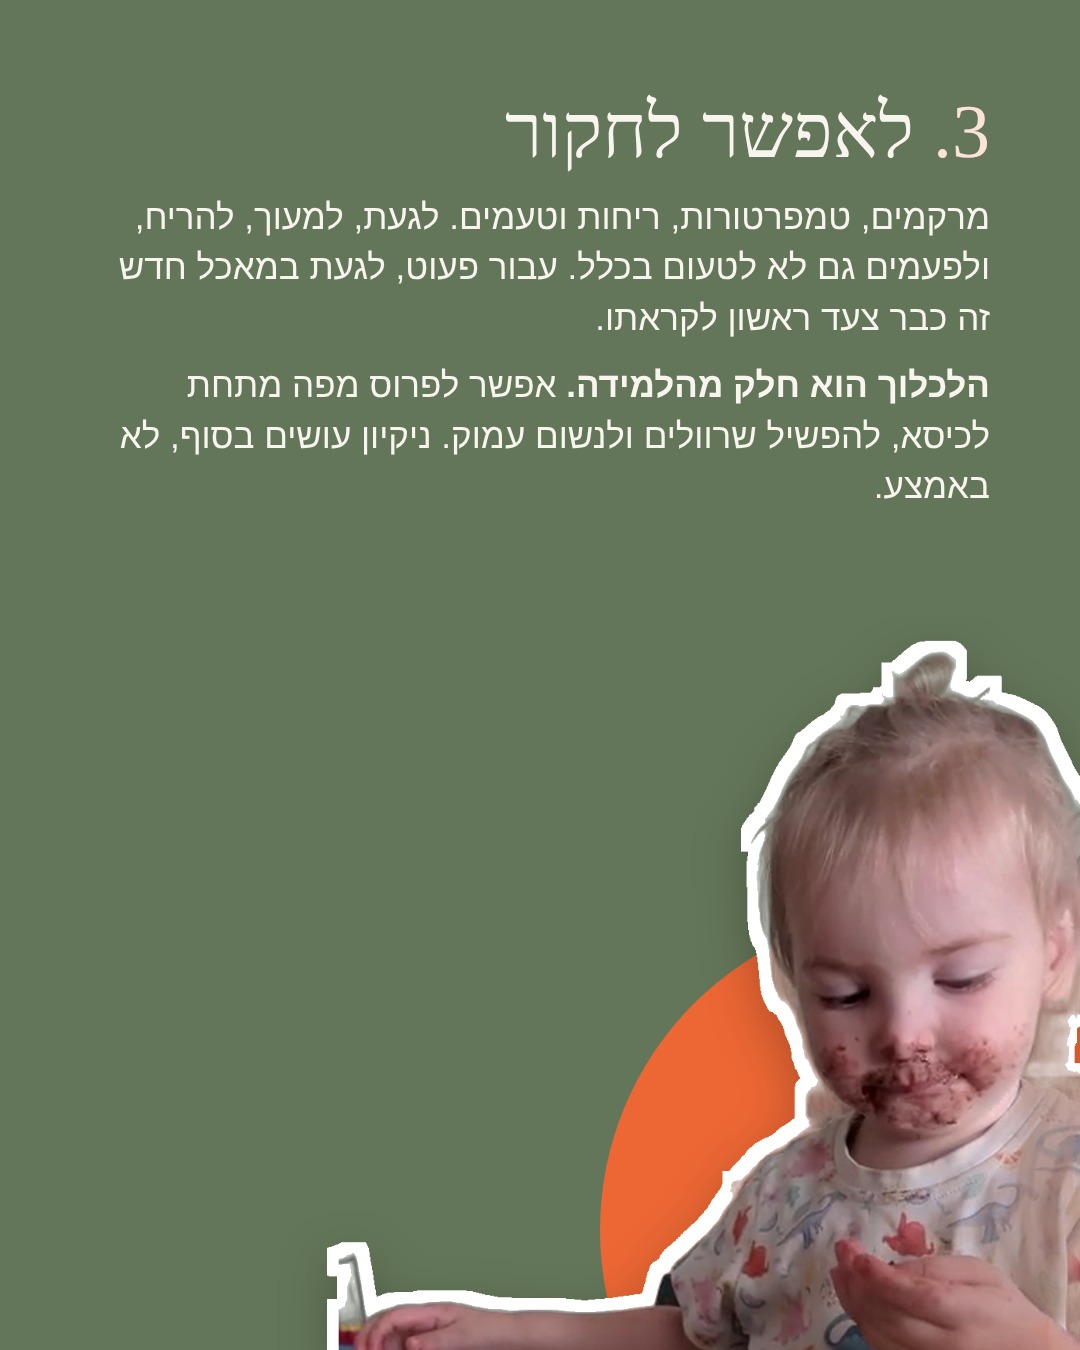 3. לאפשר לחקור
מרקמים, טמפרטורות, ריחות וטעמים. לגעת, למעוך, להריח,
ולפעמים גם לא לטעום בכלל. עבור פעוט, לגעת במאכל חדש
זה כבר צעד ראשון לקראתו.
הלכלוך הוא חלק מהלמידה. אפשר לפרוס מפה מתחת
לכיסא, להפשיל שרוולים ולנשום עמוק. ניקיון עושים בסוף, לא
באמצע.